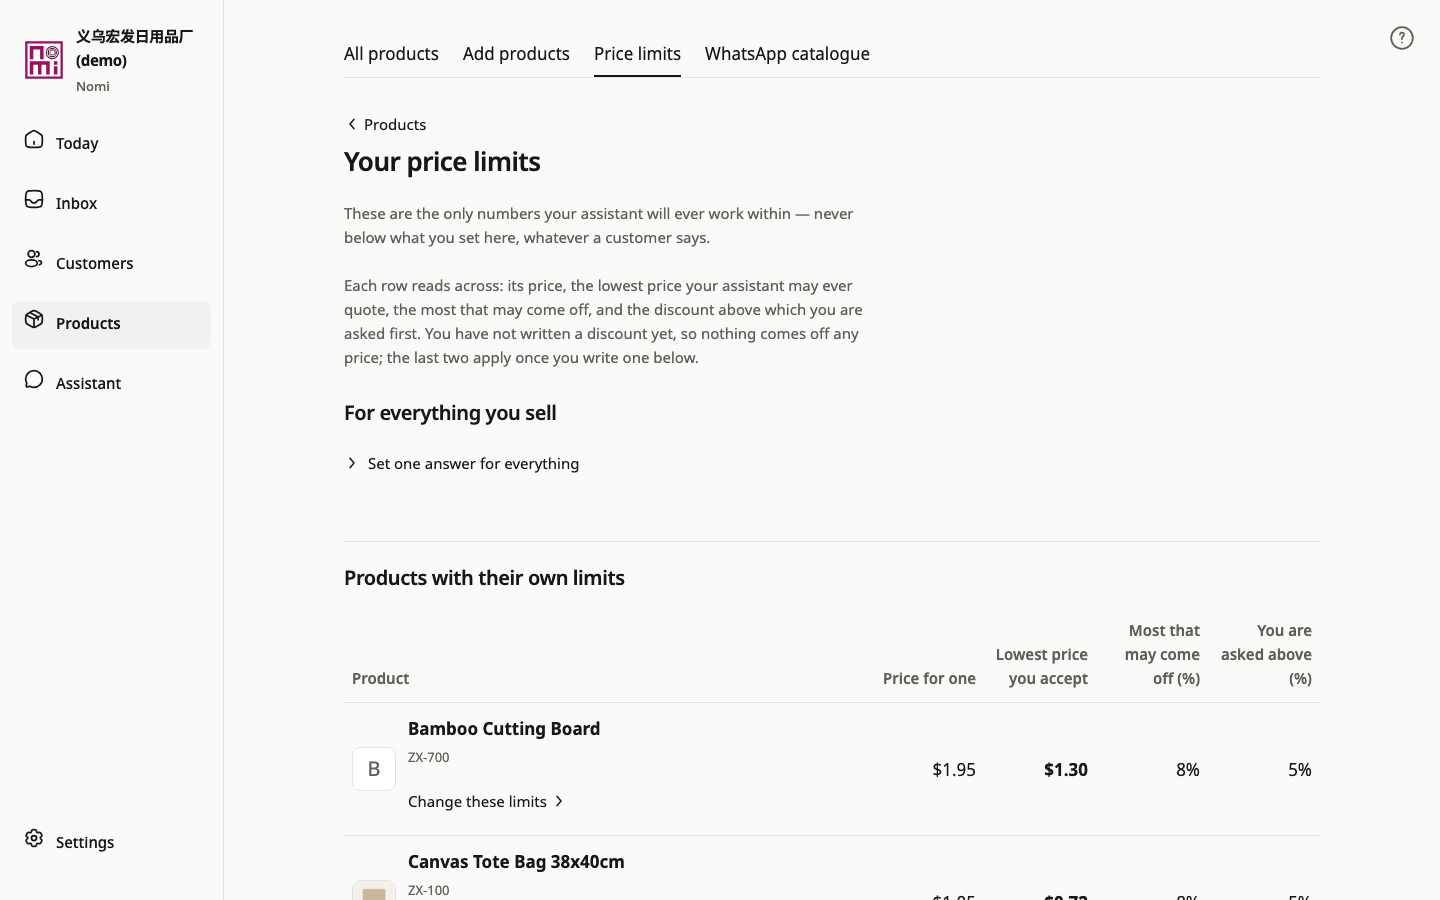 义乌宏发日用品厂
(demo)
Nomi
Today
Inbox
Customers
Products
Assistant
Settings
All products
Add products
Price limits
WhatsApp catalogue
Products
Your price limits
These are the only numbers your assistant will ever work within — never
below what you set here, whatever a customer says.
Each row reads across: its price, the lowest price your assistant may ever
quote, the most that may come off, and the discount above which you are
asked first. You have not written a discount yet, so nothing comes off any
price; the last two apply once you write one below.
For everything you sell
Set one answer for everything
Products with their own limits
Product
Price for one
Lowest price
you accept
Most that
may come
off (%)
You are
asked above
(%)
Bamboo Cutting Board
B
ZX-700
$1.95
$1.30
8%
5%
Change these limits
Canvas Tote Bag 38x40cm
ZX-100